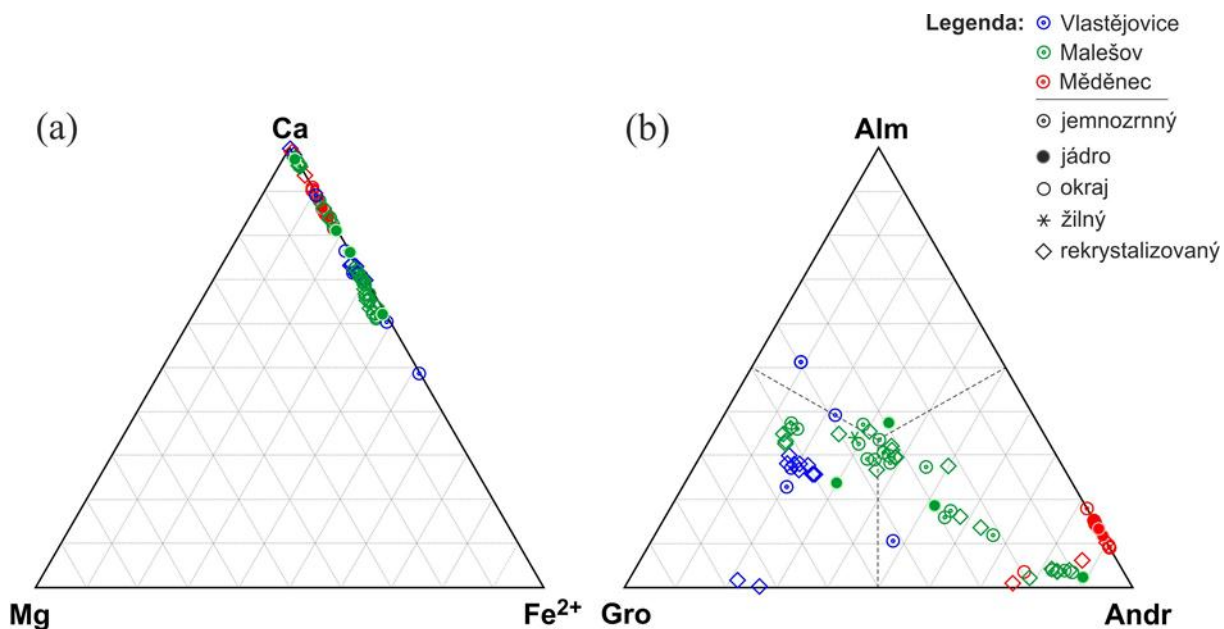 Legenda:
Vlastějovice
Malešov
Měděnec
jemnozrnný
jádro
okraj
žilný
rekrystalizovaný
(a)
Ca
Mg
Fe2+
(b)
Alm
Gro
Andr